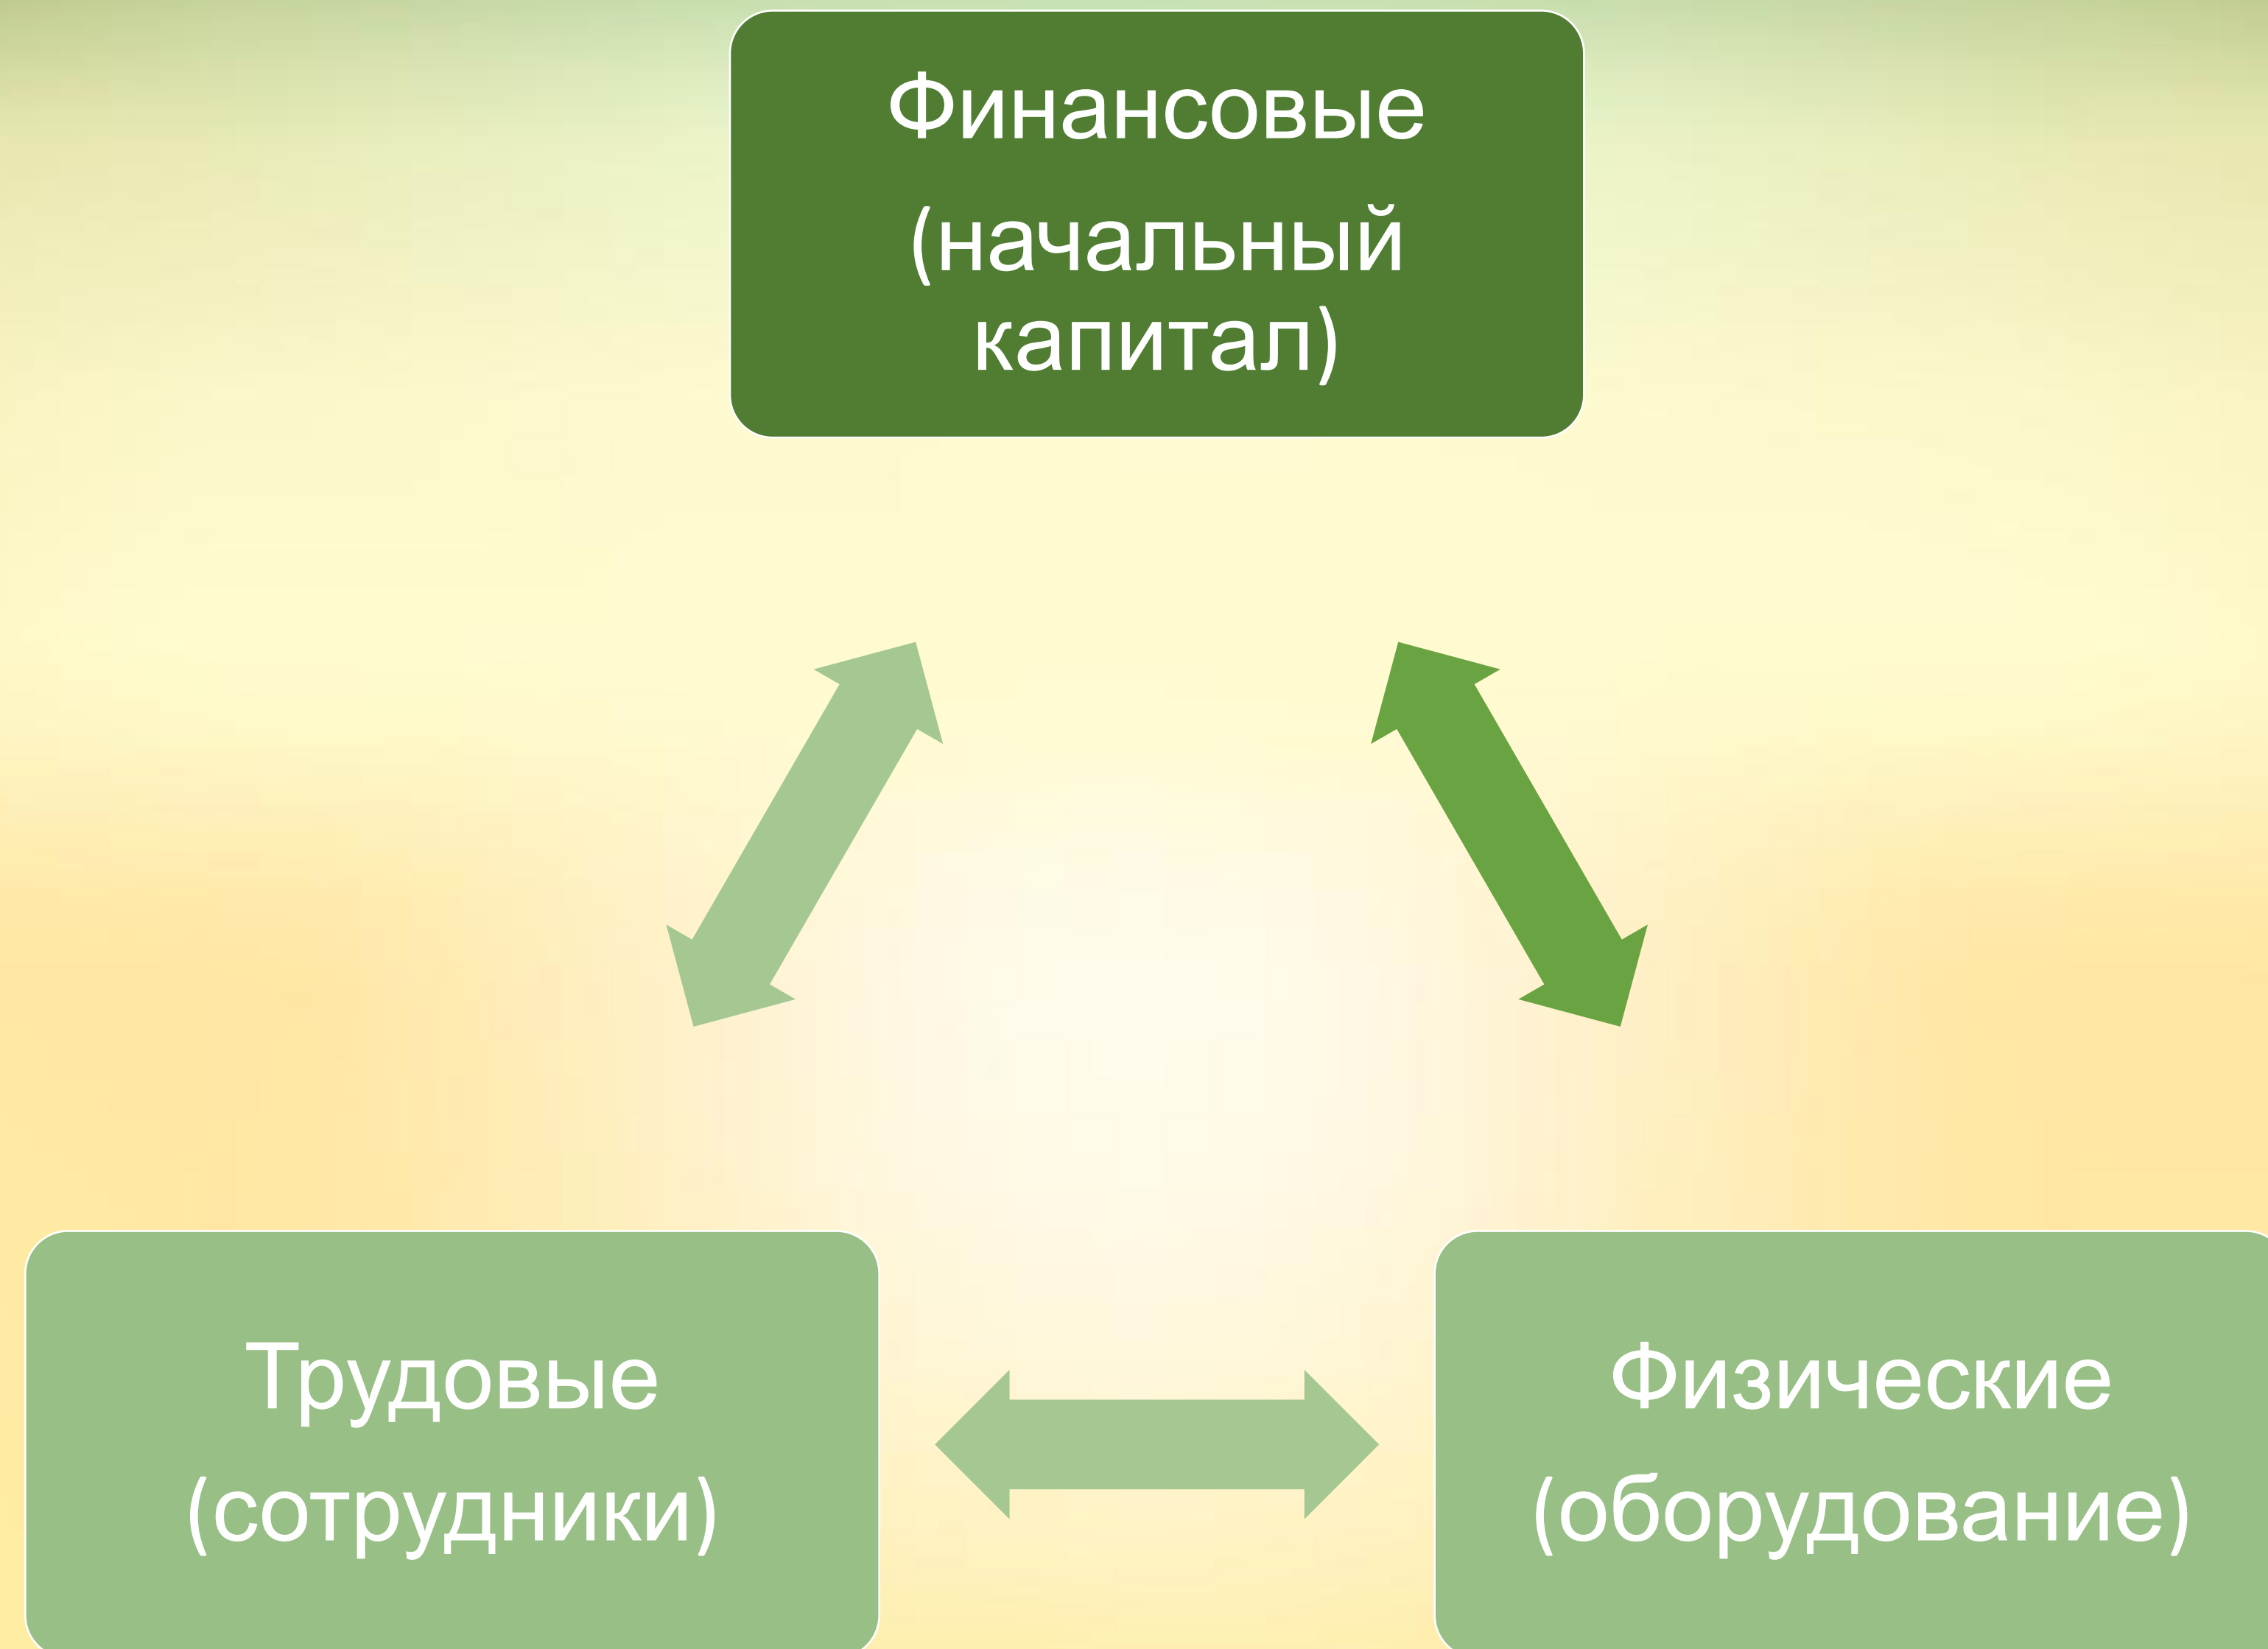 Финансовые
(начальный
капитал)
Трудовые
(сотрудники)
Физические
(оборудование)